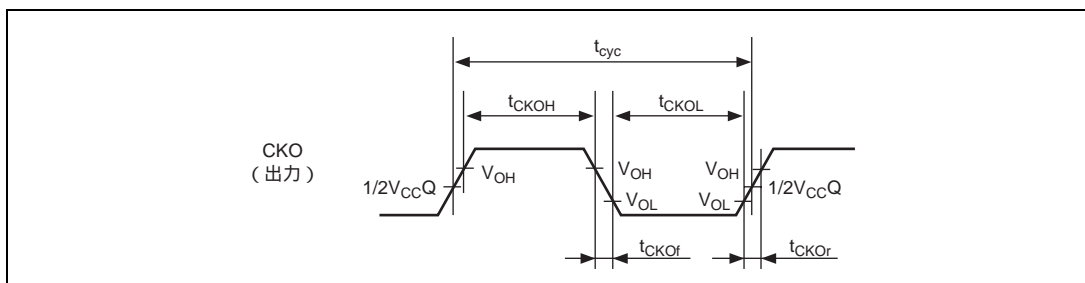 tcyc
tCKOH
tCKOL
CKO
(出力)
1/2VCCQ
VOH
VOH
VOL
VOH
VOL
1/2VCCQ
tCKOf
tCKOr